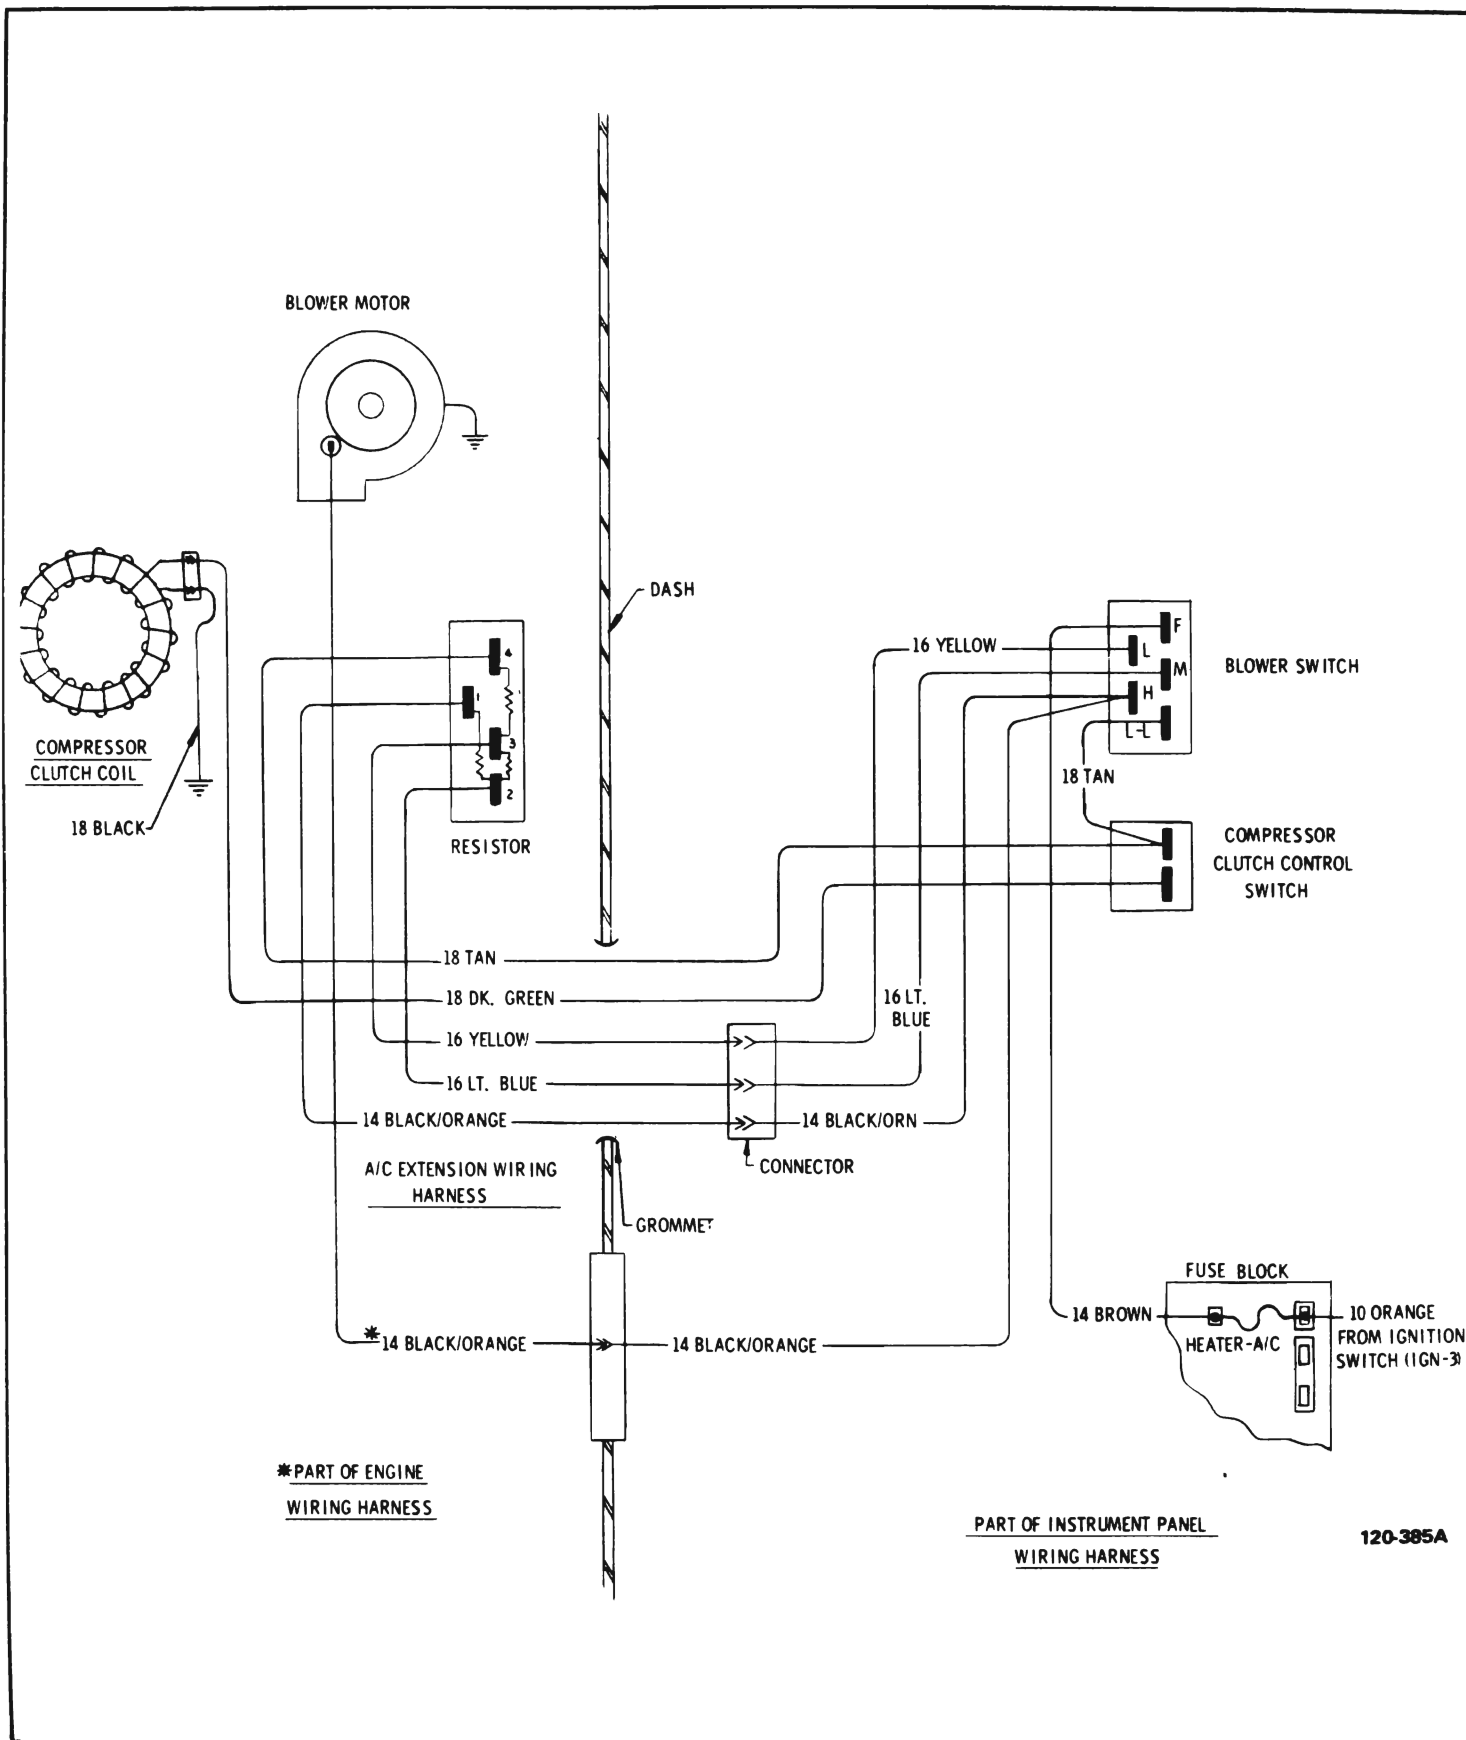 BLOWER MOTOR
DASH
16 YELLOW
F
L
M
H
L-L
BLOWER SWITCH
4
1
3
2
RESISTOR
COMPRESSOR
CLUTCH COIL
18 BLACK
18 TAN
COMPRESSOR
CLUTCH CONTROL
SWITCH
18 TAN
18 DK. GREEN
16 LT.
BLUE
16 YELLOW
16 LT. BLUE
14 BLACK/ORANGE
14 BLACK/ORN
A/C EXTENSION WIRING
HARNESS
CONNECTOR
GROMMET
FUSE BLOCK
14 BROWN
HEATER-A/C
10 ORANGE
FROM IGNITION
SWITCH (IGN-3)
*14 BLACK/ORANGE
14 BLACK/ORANGE
*PART OF ENGINE
WIRING HARNESS
PART OF INSTRUMENT PANEL
WIRING HARNESS
120-385A